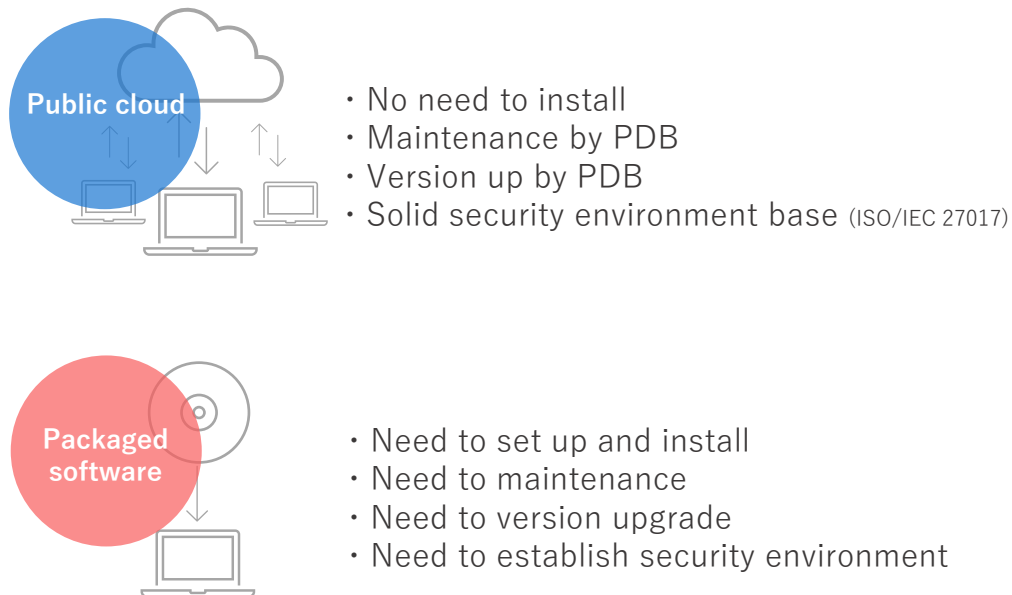 Public cloud
・No need to install
・Maintenance by PDB
・Version up by PDB
・Solid security environment base (ISO/IEC 27017)
Packaged
software
・Need to set up and install
・Need to maintenance
・Need to version upgrade
・Need to establish security environment